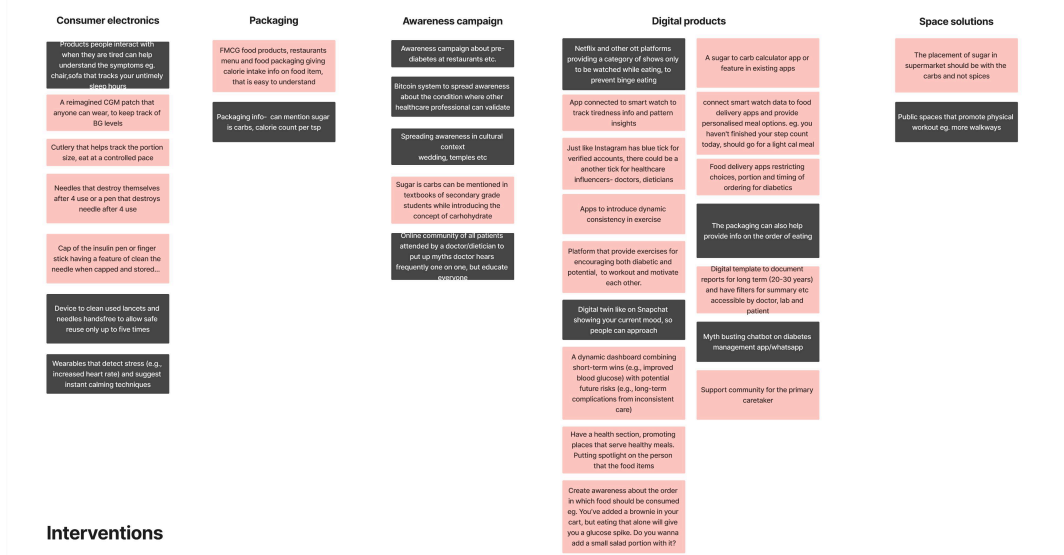 Consumer electronics
Products people interact with
when they are tired can help
understand the symptoms eg.
chair,sofa that tracks your untimely
sleep hours
A reimagined CGM patch that
anyone can wear, to keep track of
BG levels
Cutlery that helps track the portion
size, eat at a controlled pace
Needles that destroy themselves
after 4 use or a pen that destroys
needle after 4 use
Cap of the insulin pen or finger
stick having a feature of clean the
needle when capped and stored...
Device to clean used lancets and
needles handsfree to allow safe
reuse only up to five times
Wearables that detect stress (e.g.,
increased heart rate) and suggest
instant calming techniques
Packaging
FMCG food products, restaurants
menu and food packaging giving
calorie intake info on food item,
that is easy to understand
Packaging info- can mention sugar
is carbs, calorie count per tsp
Awareness campaign
Awareness campaign about pre-
diabetes at restaurants etc.
Bitcoin system to spread awareness
about the condition where other
healthcare professional can validate
Spreading awareness in cultural
context
wedding, temples etc
Sugar is carbs can be mentioned in
textbooks of secondary grade
students while introducing the
concept of carhohydrate
Online community of all patients
attended by a doctor/dietician to
put up myths doctor hears
frequently one on one, but educate
everyone
Digital products
Netflix and other ott platforms
providing a category of shows only
to be watched while eating, to
prevent binge eating
App connected to smart watch to
track tiredness info and pattern
insights
Just like Instagram has blue tick for
verified accounts, there could be a
another tick for healthcare
influencers- doctors, dieticians
Apps to introduce dynamic
consistency in exercise
Platform that provide exercises for
encouraging both diabetic and
potential, to workout and motivate
each other.
Digital twin like on Snapchat
showing your current mood, so
people can approach
A dynamic dashboard combining
short-term wins (e.g., improved
blood glucose) with potential
future risks (e.g., long-term
complications from inconsistent
care)
Have a health section, promoting
places that serve healthy meals.
Putting spotlight on the person
that the food items
Create awareness about the order
in which food should be consumed
eg. You've added a brownie in your
cart, but eating that alone will give
you a glucose spike. Do you wanna
add a small salad portion with it?
A sugar to carb calculator app or
feature in existing apps
connect smart watch data to food
delivery apps and provide
personalised meal options. eg. you
haven't finished your step count
today, should go for a light cal meal
Food delivery apps restricting
choices, portion and timing of
ordering for diabetics
The packaging can also help
provide info on the order of eating
Digital template to document
reports for long term (20-30 years)
and have filters for summary etc
accessible by doctor, lab and
patient
Myth busting chatbot on diabetes
management app/whatsapp
Support community for the primary
caretaker
Space solutions
The placement of sugar in
supermarket should be with the
carbs and not spices
Public spaces that promote physical
workout eg. more walkways
Interventions